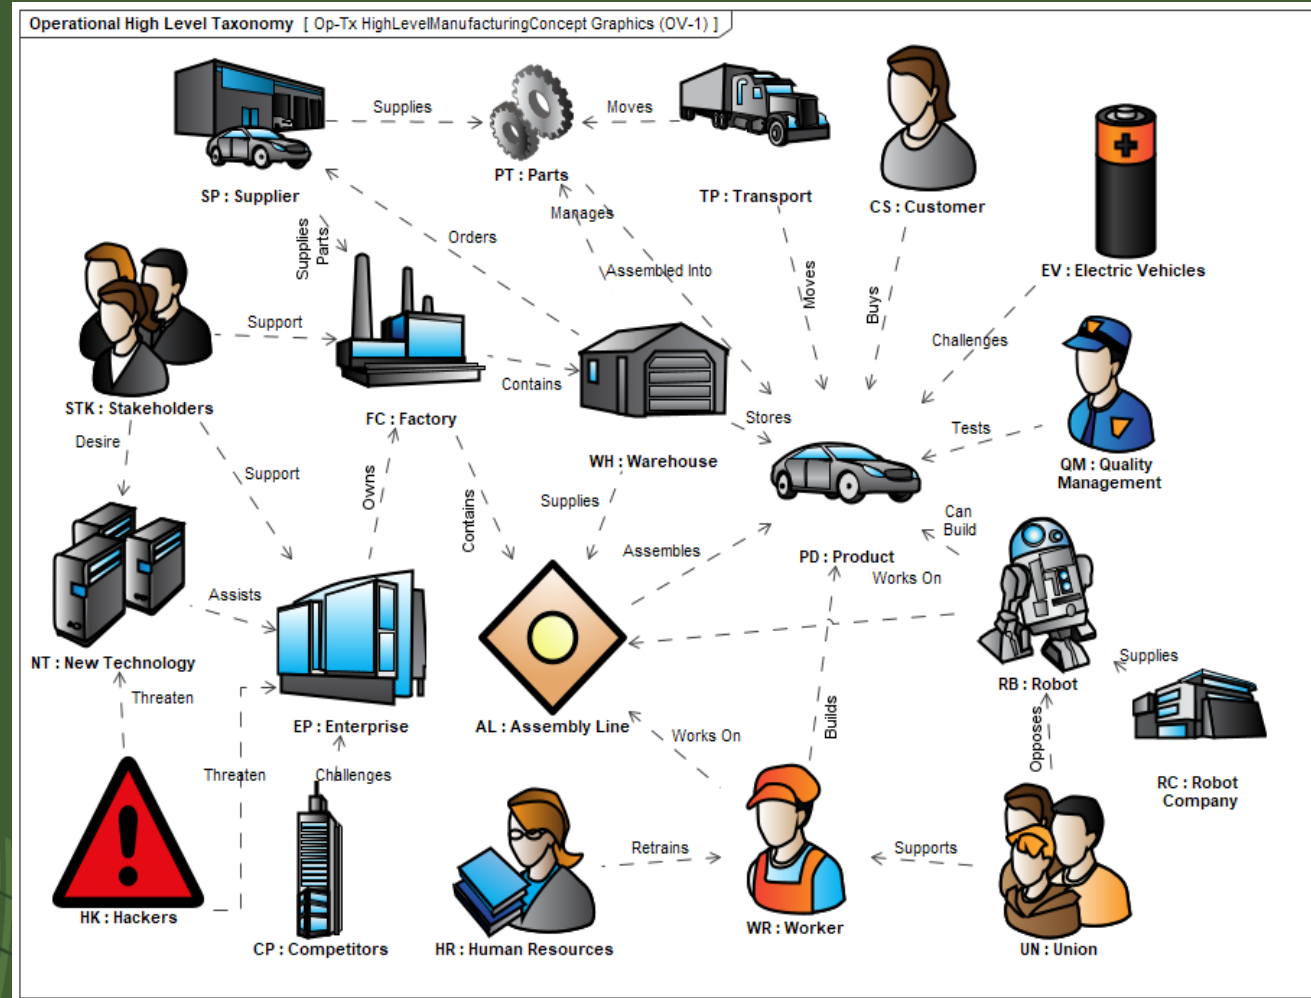 Operational High Level Taxonomy [ Op-Tx HighLevelManufacturingConcept Graphics (OV-1) ]
Supplies
Moves
PT : Parts
SP : Supplier
TP : Transport
CS : Customer
Manages
Supplies
Parts
Orders
Assembled Into
EV : Electric Vehicles
Moves
Buys
Support
Challenges
Contains
STK : Stakeholders
FC : Factory
Stores
Desire
Tests
WH : Warehouse
QM : Quality
Management
Support
Owns
Contains
Supplies
Can
Build
Assembles
PD : Product
Works On
Assists
NT : New Technology
Supplies
RB : Robot
Threaten
EP : Enterprise
AL : Assembly Line
Works On
Builds
Opposes
Threaten
Challenges
RC : Robot
Company
Retrains
Supports
HK : Hackers
CP : Competitors
HR : Human Resources
WR : Worker
UN : Union